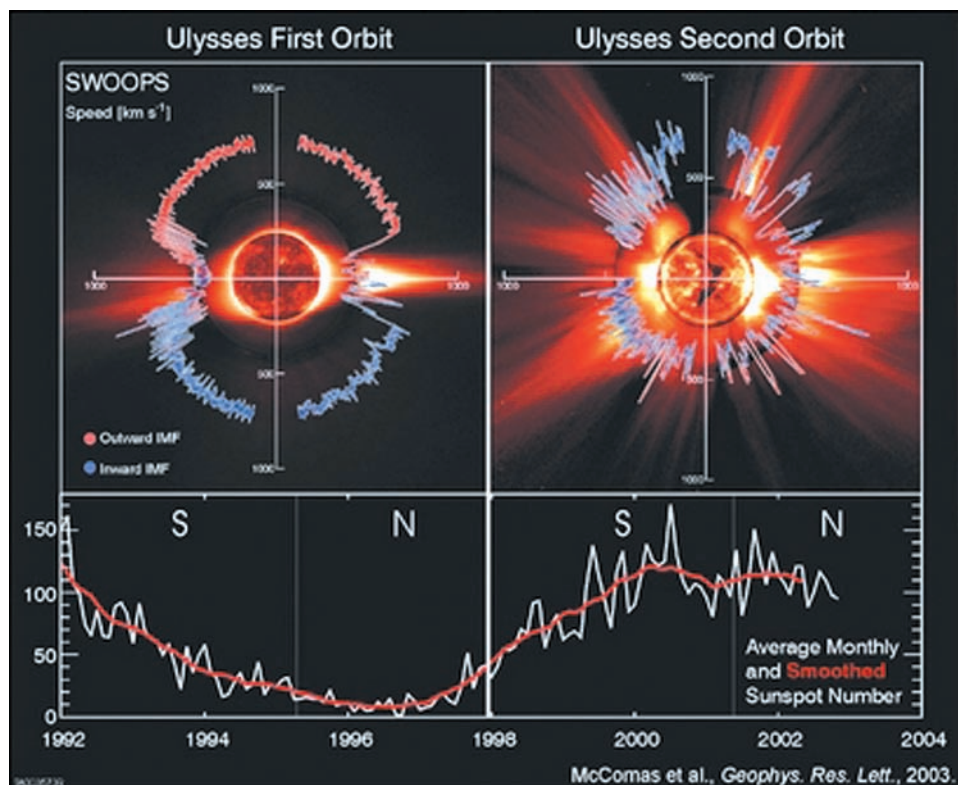 Ulysses First Orbit
Ulysses Second Orbit
SWOOPS
Speed [km s⁻¹]
1000
500
1000
1000
500
1000
Outward IMF
Inward IMF
1000
500
1000
1000
500
1000
150
100
50
0
S
N
S
N
Average Monthly
and Smoothed
Sunspot Number
1992
1994
1996
1998
2000
2002
2004
McComas et al., Geophys. Res. Lett., 2003.